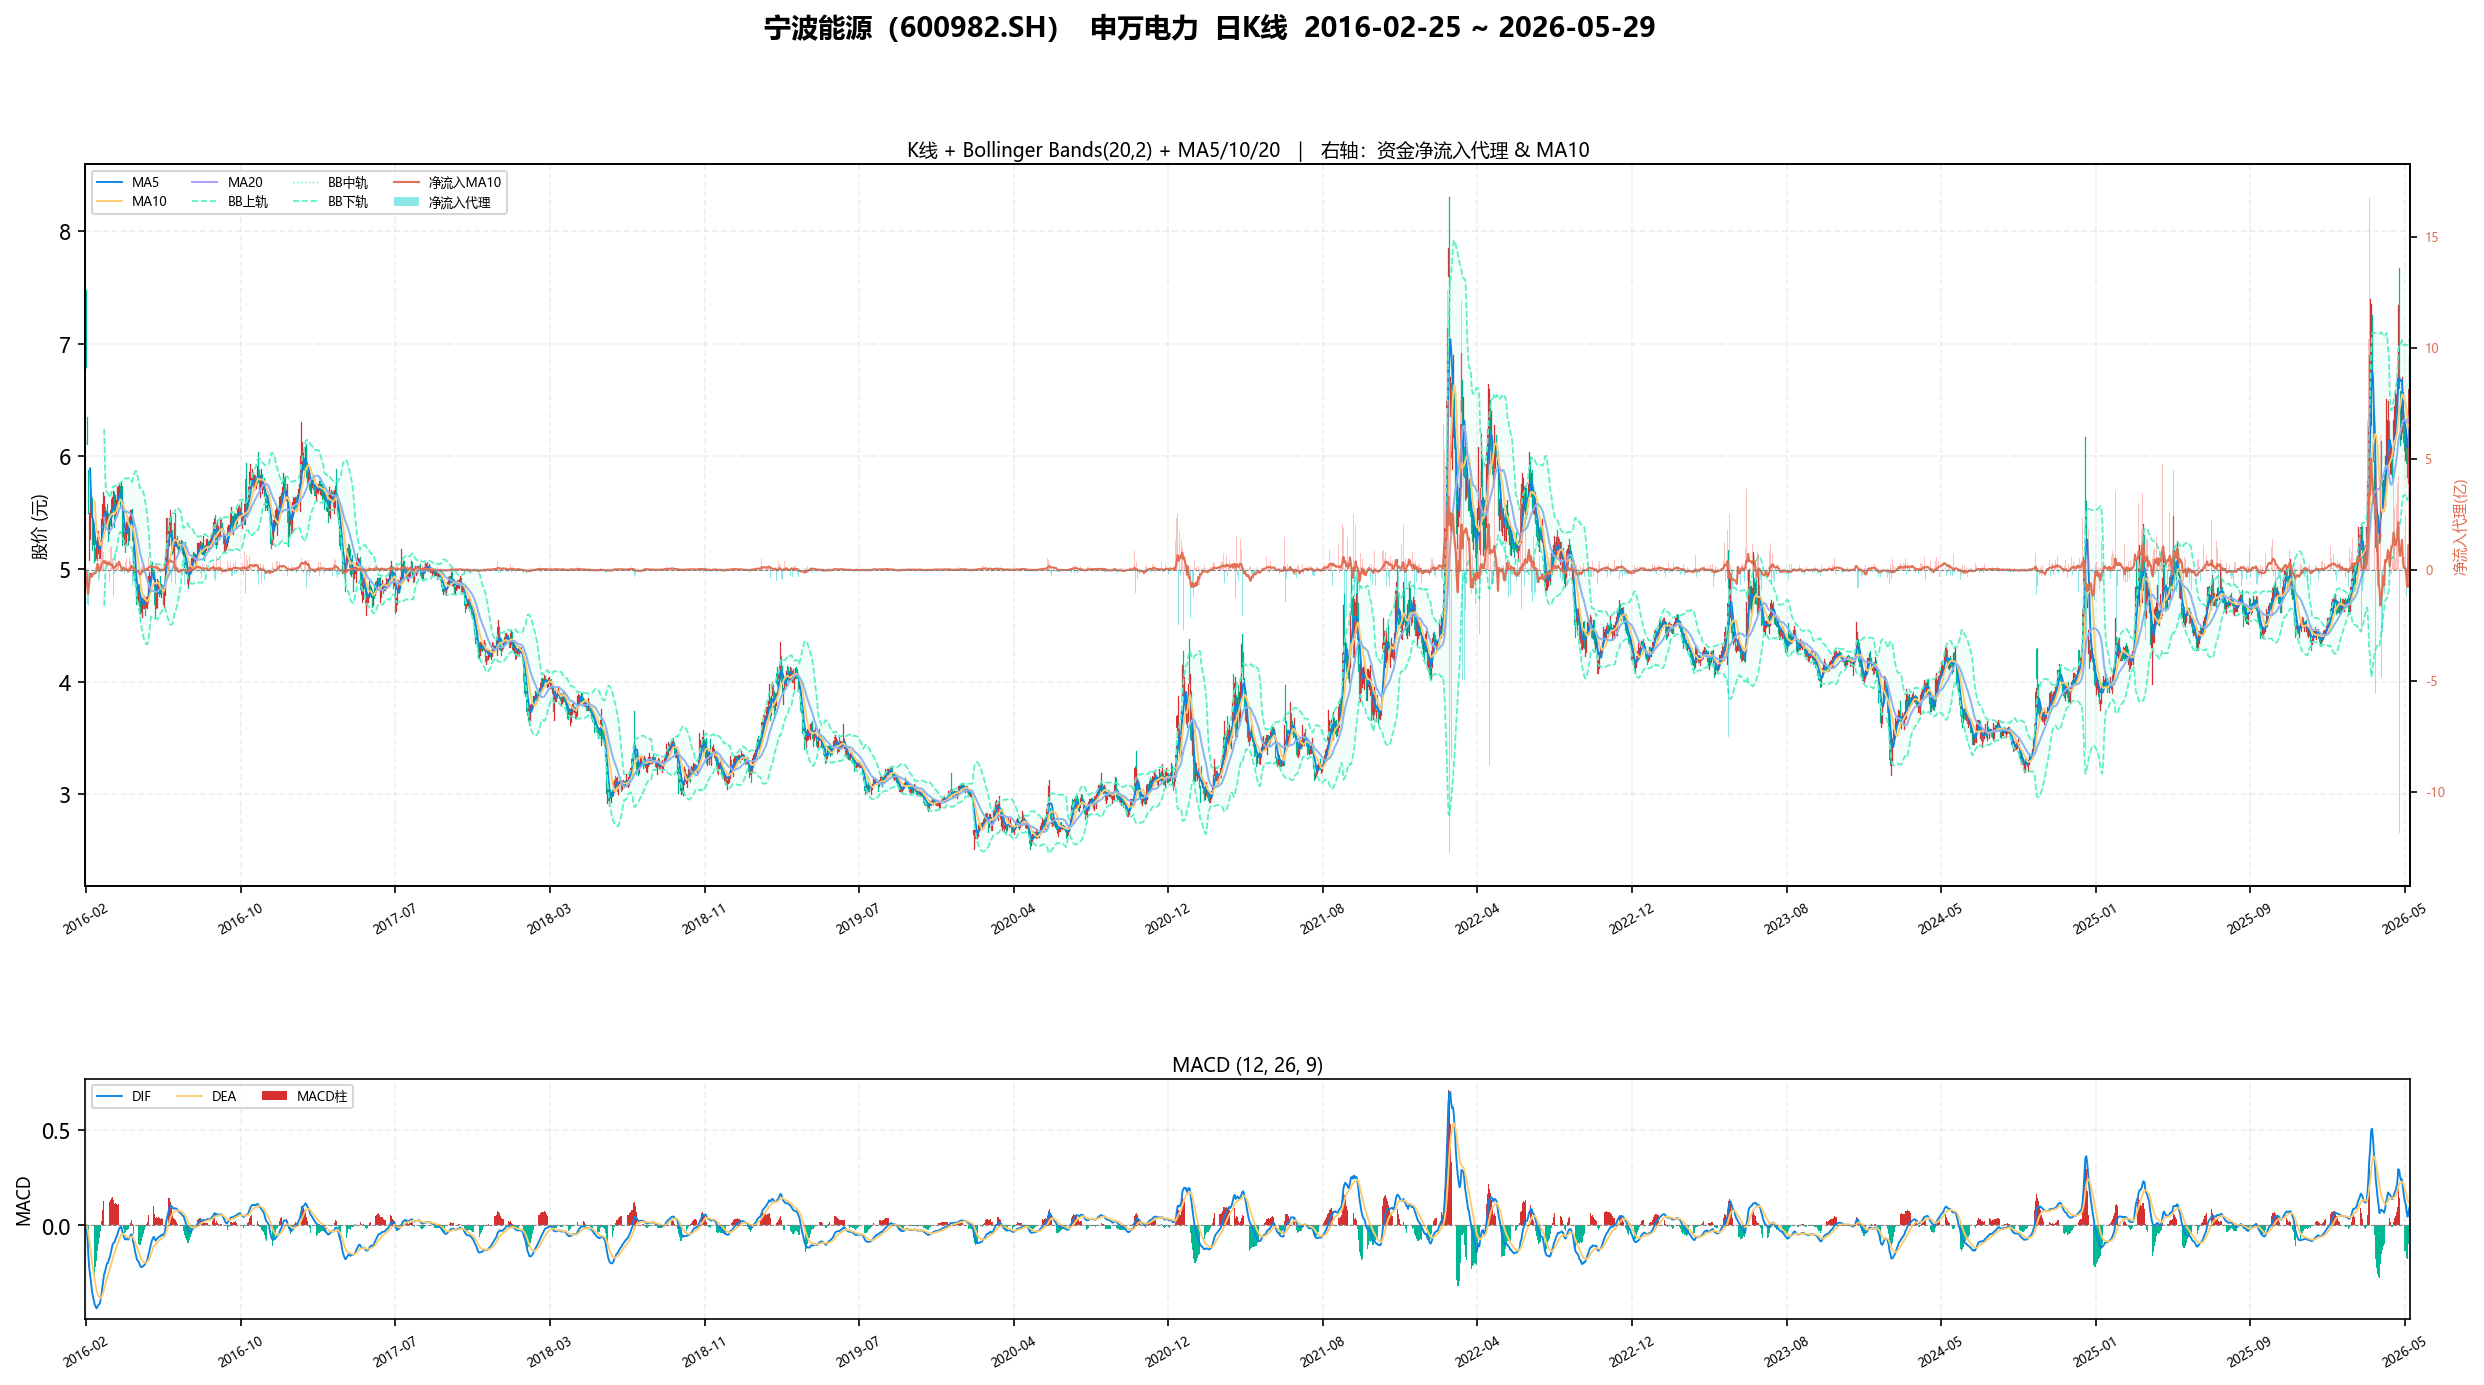 宁波能源（600982.SH） 申万电力 日K线 2016-02-25 ~ 2026-05-29
K线 + Bollinger Bands(20,2) + MA5/10/20 | 右轴：资金净流入代理 & MA10
MA5 MA20 BB中轨 净流入MA10
MA10 BB上轨 BB下轨 净流入代理
股价 (元)
8
7
6
5
4
3
15
10
5
0
-5
-10
净流入代理(亿)
2016-02 2016-10 2017-07 2018-03 2018-11 2019-07 2020-04 2020-12 2021-08 2022-04 2022-12 2023-08 2024-05 2025-01 2025-09 2026-05
MACD (12, 26, 9)
DIF DEA MACD柱
MACD
0.5
0.0
2016-02 2016-10 2017-07 2018-03 2018-11 2019-07 2020-04 2020-12 2021-08 2022-04 2022-12 2023-08 2024-05 2025-01 2025-09 2026-05